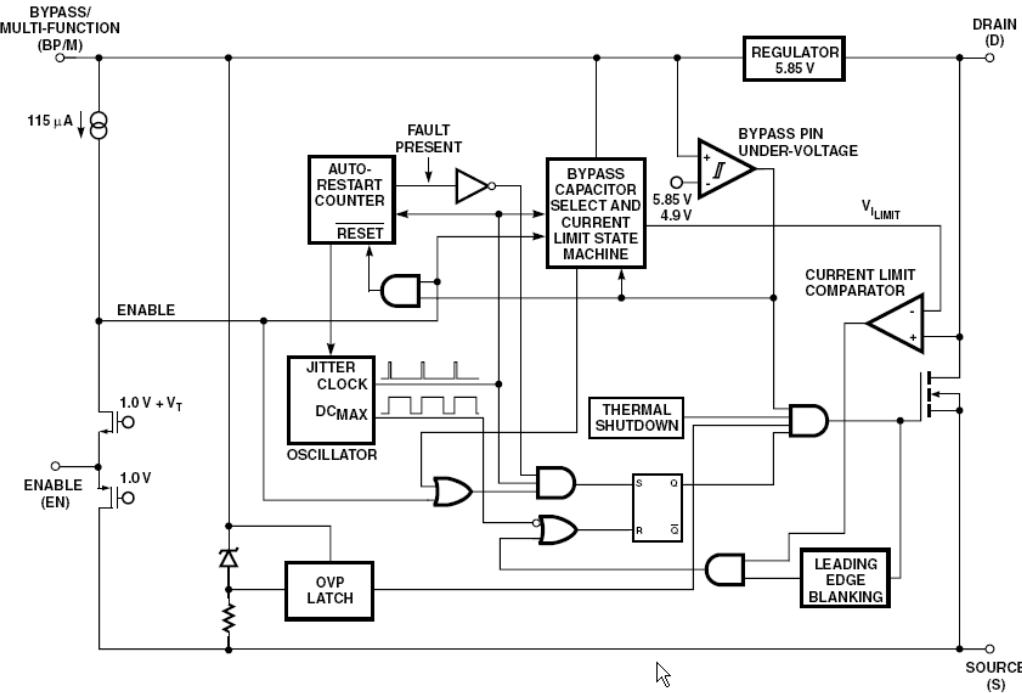 BYPASS/
MULTI-FUNCTION
(BP/M)
DRAIN
(D)
REGULATOR
5.85 V
115 μA
FAULT
PRESENT
AUTO-
RESTART
COUNTER
RESET
BYPASS
CAPACITOR
SELECT AND
CURRENT
LIMIT STATE
MACHINE
+
-
BYPASS PIN
UNDER-VOLTAGE
5.85 V
4.9 V
VILIMIT
CURRENT LIMIT
COMPARATOR
-
+
ENABLE
JITTER
CLOCK
DCMAX
OSCILLATOR
1.0 V + VT
THERMAL
SHUTDOWN
ENABLE
(EN)
1.0 V
S Q
R Q̅
OVP
LATCH
LEADING
EDGE
BLANKING
SOURCE
(S)